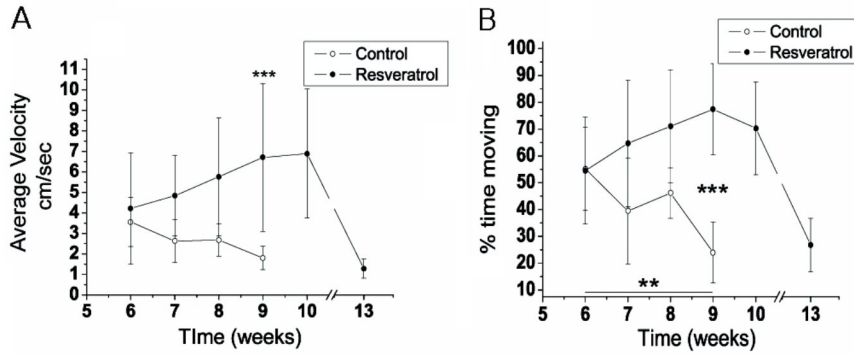 A
Control
Resveratrol
11
10
9
8
7
6
5
4
3
2
1
0
Average Velocity
cm/sec
***
5 6 7 8 9 10 13
TIme (weeks)
B
Control
Resveratrol
100
90
80
70
60
50
40
30
20
10
% time moving
***
**
5 6 7 8 9 10 13
Time (weeks)